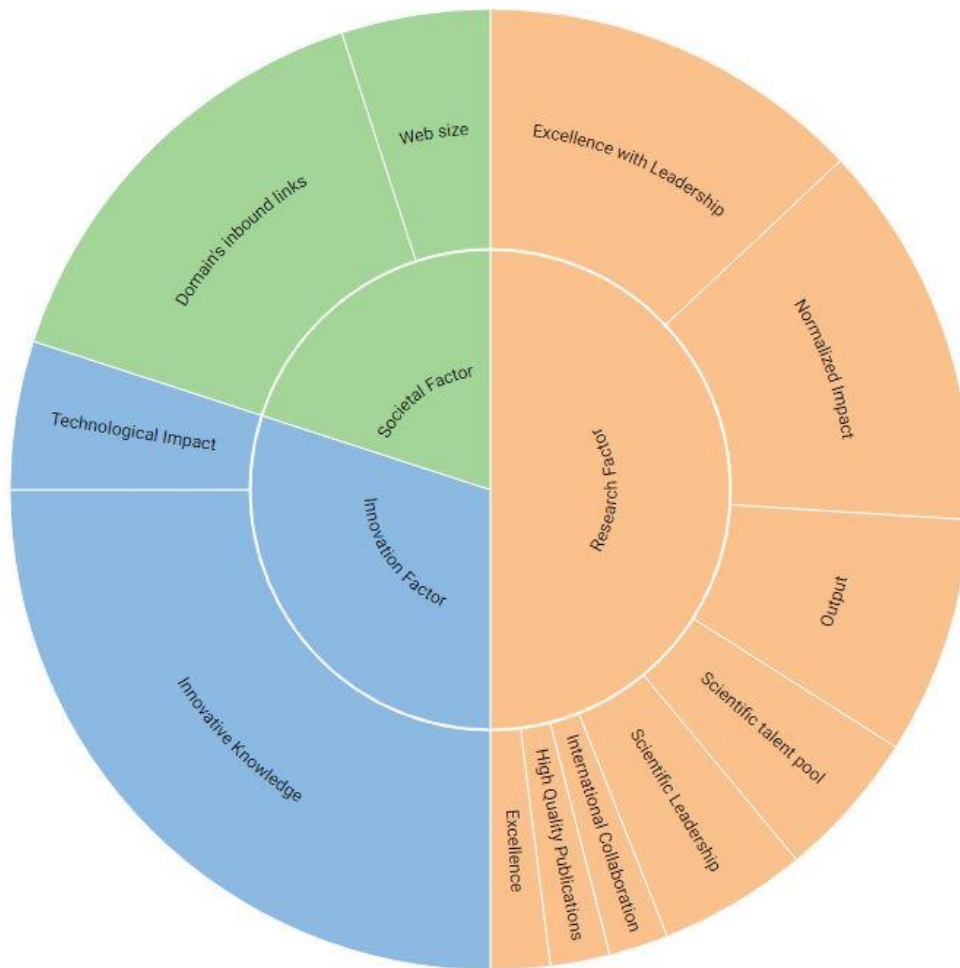 Web size
Excellence with Leadership
Domain's inbound links
Normalized Impact
Societal Factor
Technological Impact
Research Factor
Innovation Factor
Output
Scientific talent pool
Innovative Knowledge
Scientific Leadership
International Collaboration
High Quality Publications
Excellence